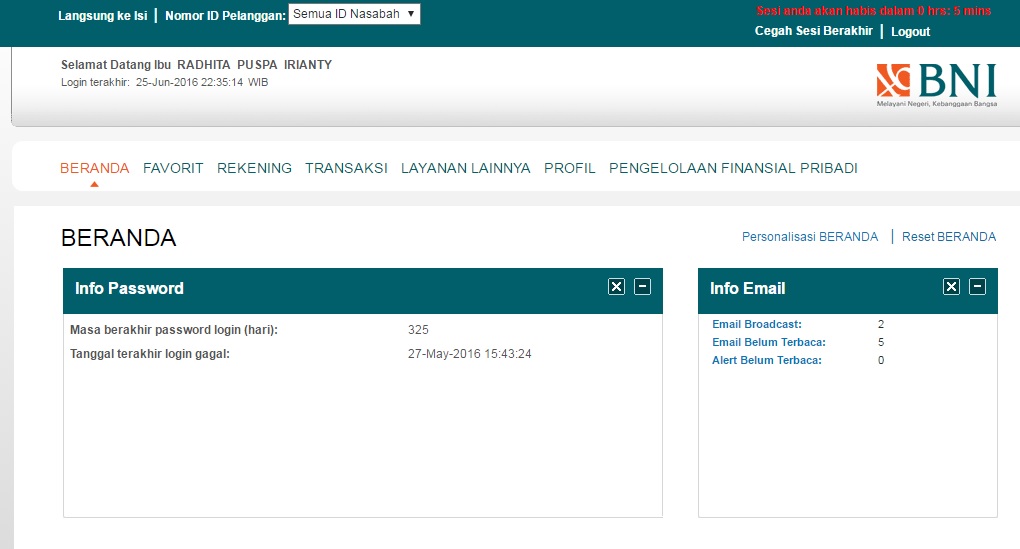 Langsung ke Isi | Nomor ID Pelanggan: Semua ID Nasabah
Sesi anda akan habis dalam 0 hrs: 5 mins
Cegah Sesi Berakhir | Logout
Selamat Datang Ibu RADHITA PUSPA IRIANTY
Login terakhir: 25-Jun-2016 22:35:14 WIB
BNI
Melayani Negeri, Kebanggaan Bangsa
BERANDA FAVORIT REKENING TRANSAKSI LAYANAN LAINNYA PROFIL PENGELOLAAN FINANSIAL PRIBADI
BERANDA
Personalisasi BERANDA | Reset BERANDA
Info Password
Masa berakhir password login (hari): 325
Tanggal terakhir login gagal: 27-May-2016 15:43:24
Info Email
Email Broadcast: 2
Email Belum Terbaca: 5
Alert Belum Terbaca: 0